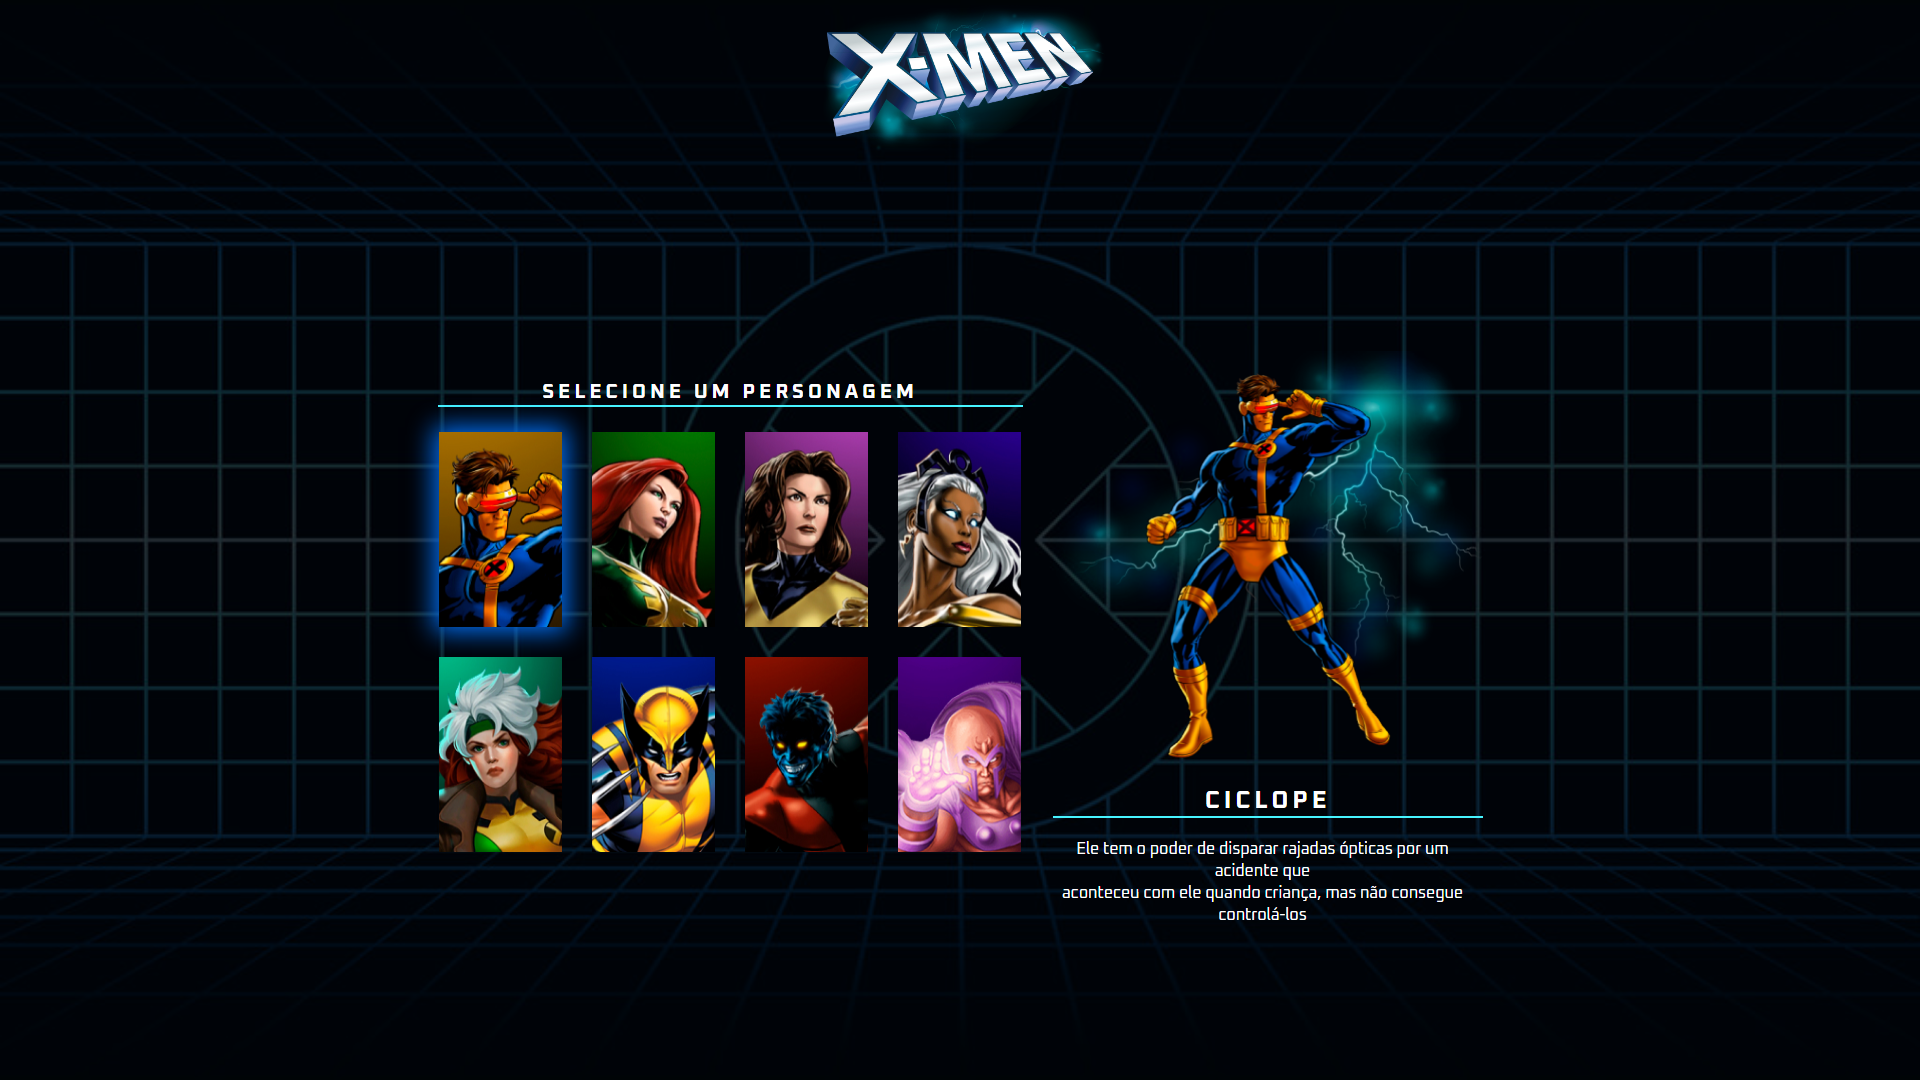 X-MEN
SELECIONE UM PERSONAGEM
CICLOPE
Ele tem o poder de disparar rajadas ópticas por um
acidente que
aconteceu com ele quando criança, mas não consegue
controlá-los